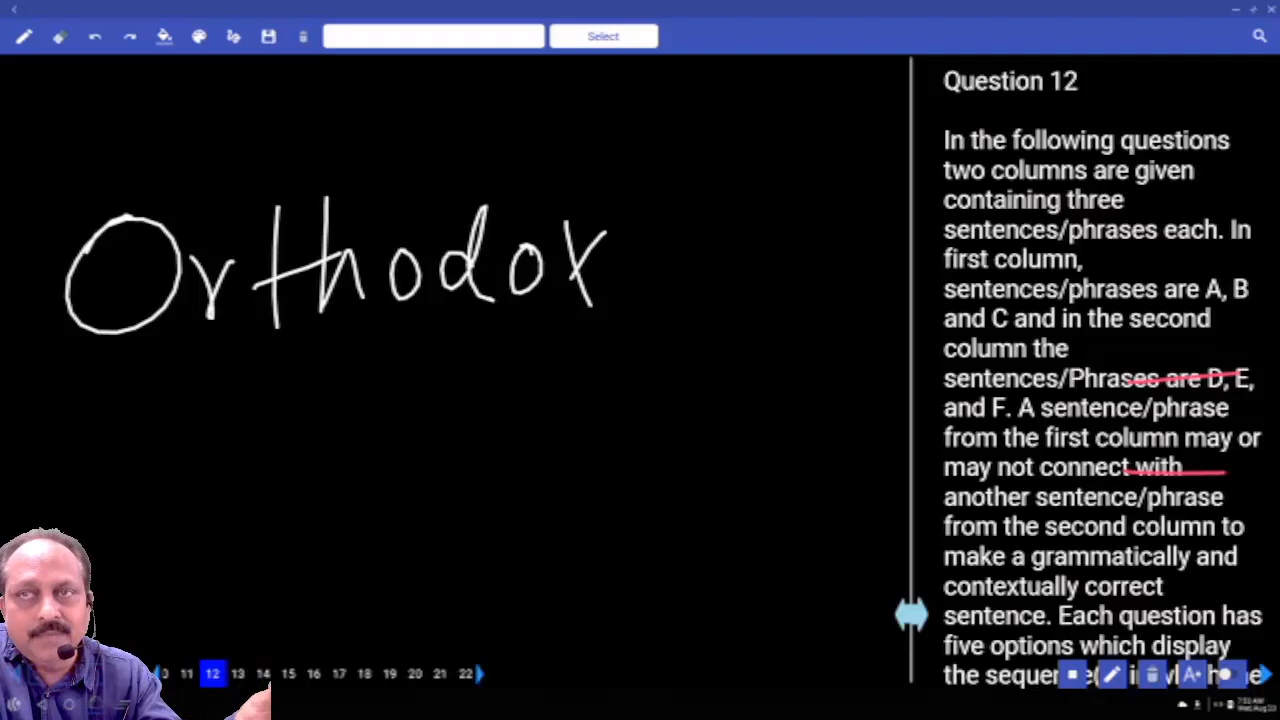 Select
Orthodox
Question 12
In the following questions
two columns are given
containing three
sentences/phrases each. In
first column,
sentences/phrases are A, B
and C and in the second
column the
sentences/Phrases are D, E,
and F. A sentence/phrase
from the first column may or
may not connect with
another sentence/phrase
from the second column to
make a grammatically and
contextually correct
sentence. Each question has
five options which display
the
11 12 13 14 15 16 17 18 19 20 21 22
A+